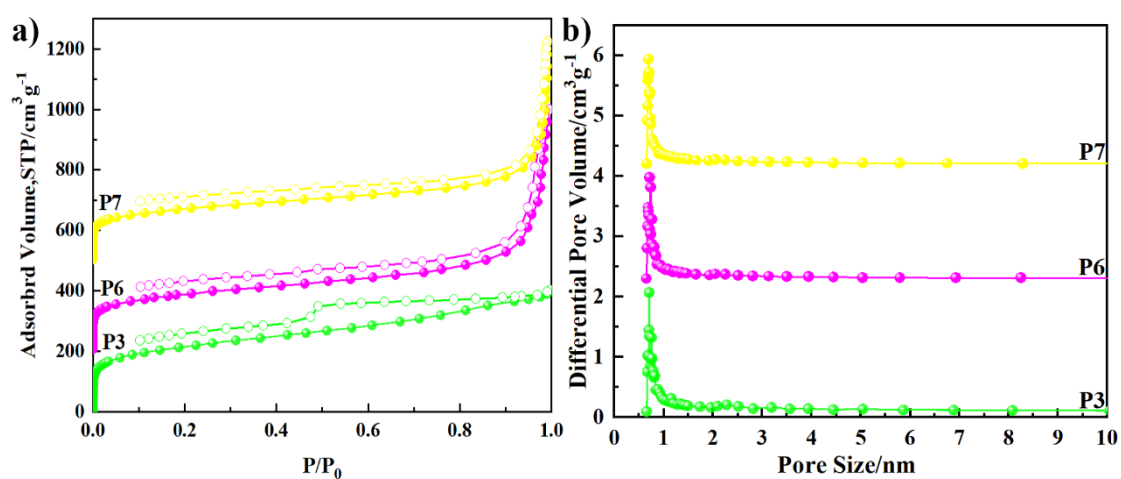 a)
Adsorbrd Volume,STP/cm³g⁻¹
1200
1000
800
600
400
200
0
P7
P6
P3
0.0 0.2 0.4 0.6 0.8 1.0
P/P₀
b)
Differential Pore Volume/cm³g⁻¹
6
5
4
3
2
1
0
P7
P6
P3
0 1 2 3 4 5 6 7 8 9 10
Pore Size/nm